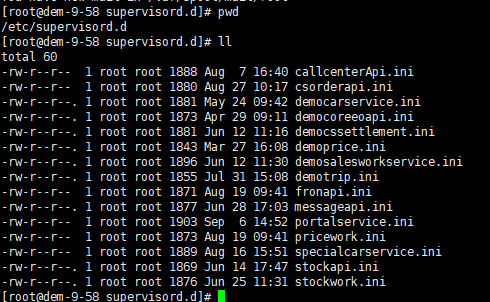 [root@dem-9-58 supervisord.d]# pwd
/etc/supervisord.d
[root@dem-9-58 supervisord.d]# ll
total 60
-rw-r--r--  1 root root 1888 Aug  7 16:40 callcenterApi.ini
-rw-r--r--  1 root root 1880 Aug 27 10:17 csorderapi.ini
-rw-r--r--. 1 root root 1881 May 24 09:42 democarservice.ini
-rw-r--r--. 1 root root 1873 Apr 29 09:11 democoreeoapi.ini
-rw-r--r--. 1 root root 1881 Jun 12 11:16 democssettlement.ini
-rw-r--r--. 1 root root 1843 Mar 27 16:08 demoprice.ini
-rw-r--r--. 1 root root 1896 Jun 12 11:30 demosalesworkservice.ini
-rw-r--r--. 1 root root 1855 Jul 31 15:08 demotrip.ini
-rw-r--r--  1 root root 1871 Aug 19 09:41 fronapi.ini
-rw-r--r--. 1 root root 1877 Jun 28 17:03 messageapi.ini
-rw-r--r--  1 root root 1903 Sep  6 14:52 portalservice.ini
-rw-r--r--  1 root root 1873 Aug 19 09:41 pricework.ini
-rw-r--r--  1 root root 1889 Aug 16 15:51 specialcarservice.ini
-rw-r--r--. 1 root root 1869 Jun 14 17:47 stockapi.ini
-rw-r--r--. 1 root root 1876 Jun 25 11:31 stockwork.ini
[root@dem-9-58 supervisord.d]#